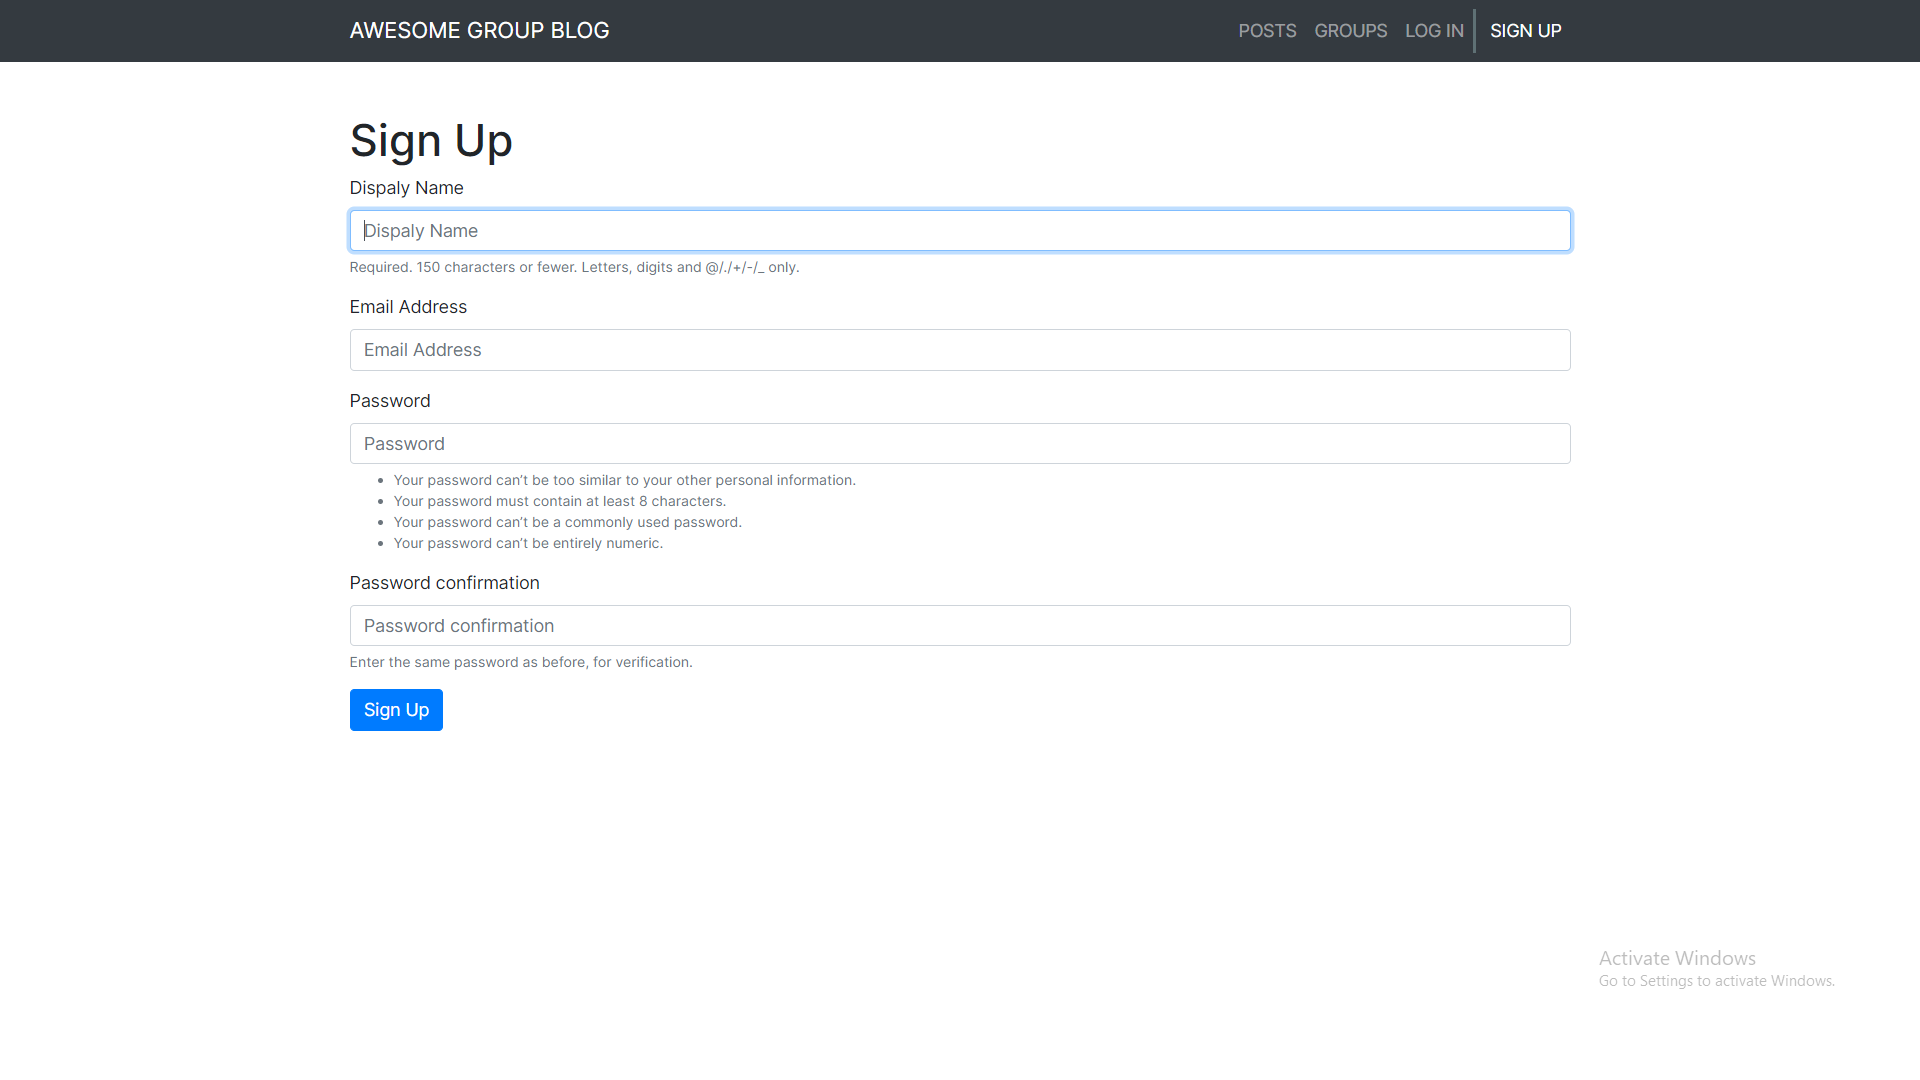 AWESOME GROUP BLOG
POSTS GROUPS LOG IN SIGN UP
Sign Up
Dispaly Name
Dispaly Name
Required. 150 characters or fewer. Letters, digits and @/./+/-/_ only.
Email Address
Email Address
Password
Password
• Your password can’t be too similar to your other personal information.
• Your password must contain at least 8 characters.
• Your password can’t be a commonly used password.
• Your password can’t be entirely numeric.
Password confirmation
Password confirmation
Enter the same password as before, for verification.
Sign Up
Activate Windows
Go to Settings to activate Windows.